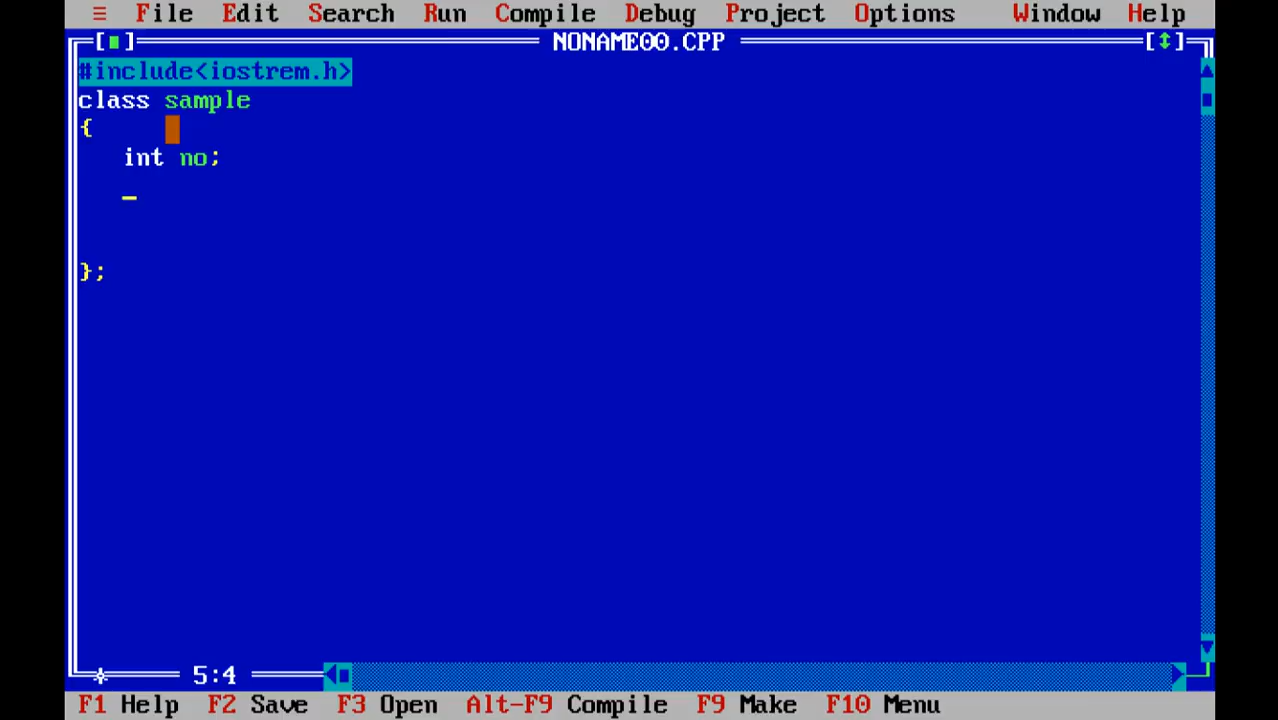 ≡ File Edit Search Run Compile Debug Project Options Window Help
[■] NONAME00.CPP [↕]
#include<iostrem.h>
class sample
{
int no;
};
5:4
F1 Help F2 Save F3 Open Alt-F9 Compile F9 Make F10 Menu